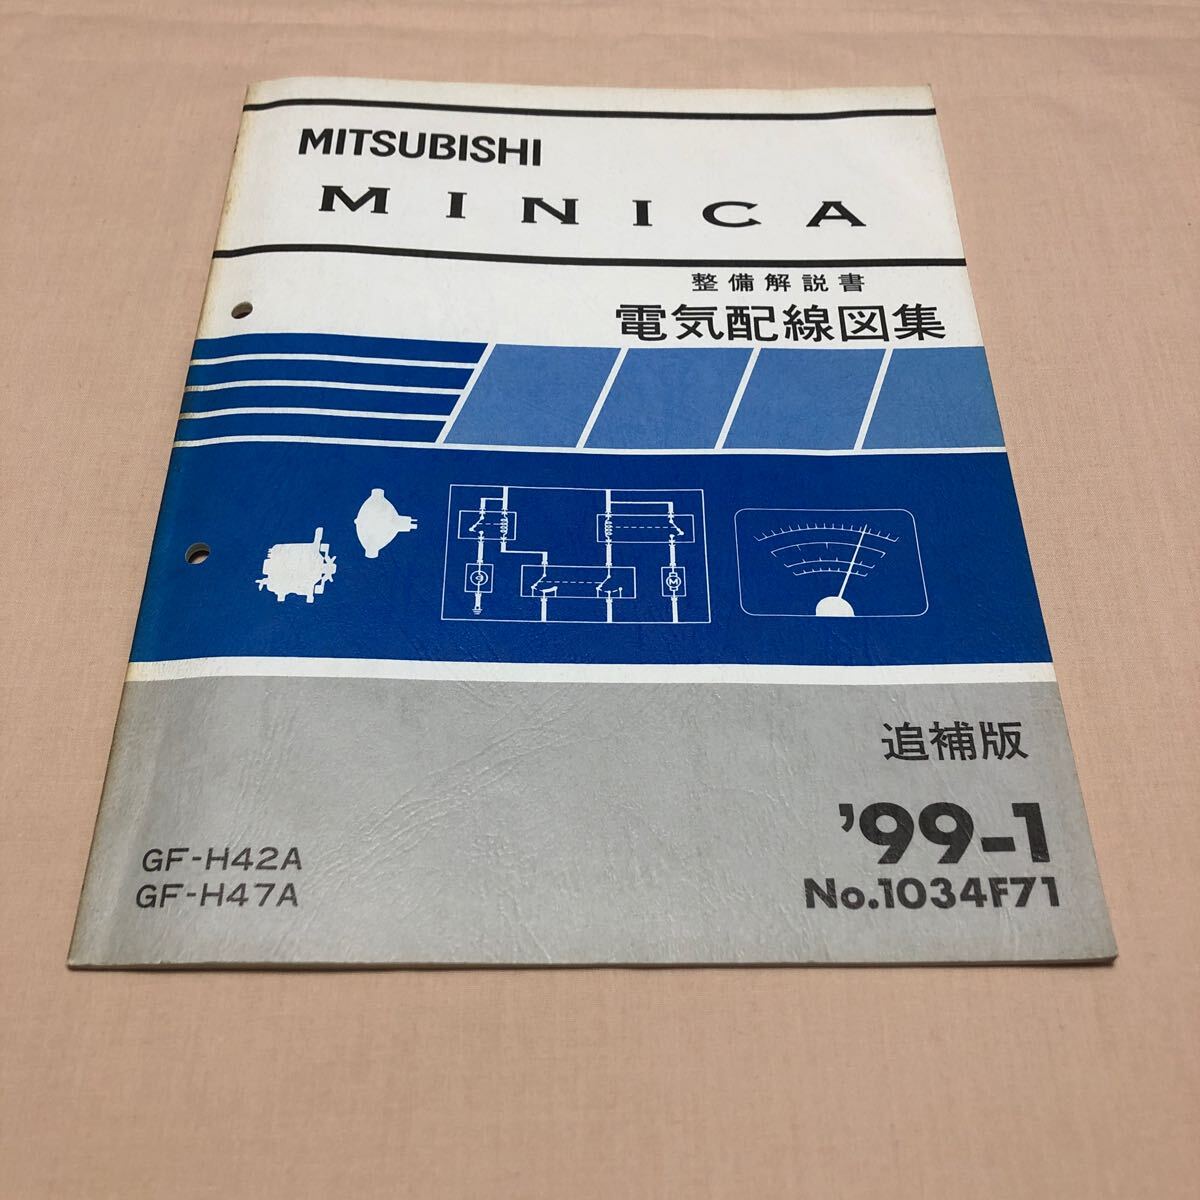 MITSUBISHI
MINICA
整備解説書
電気配線図集
G
M
追補版
'99-1
No.1034F71
GF-H42A
GF-H47A